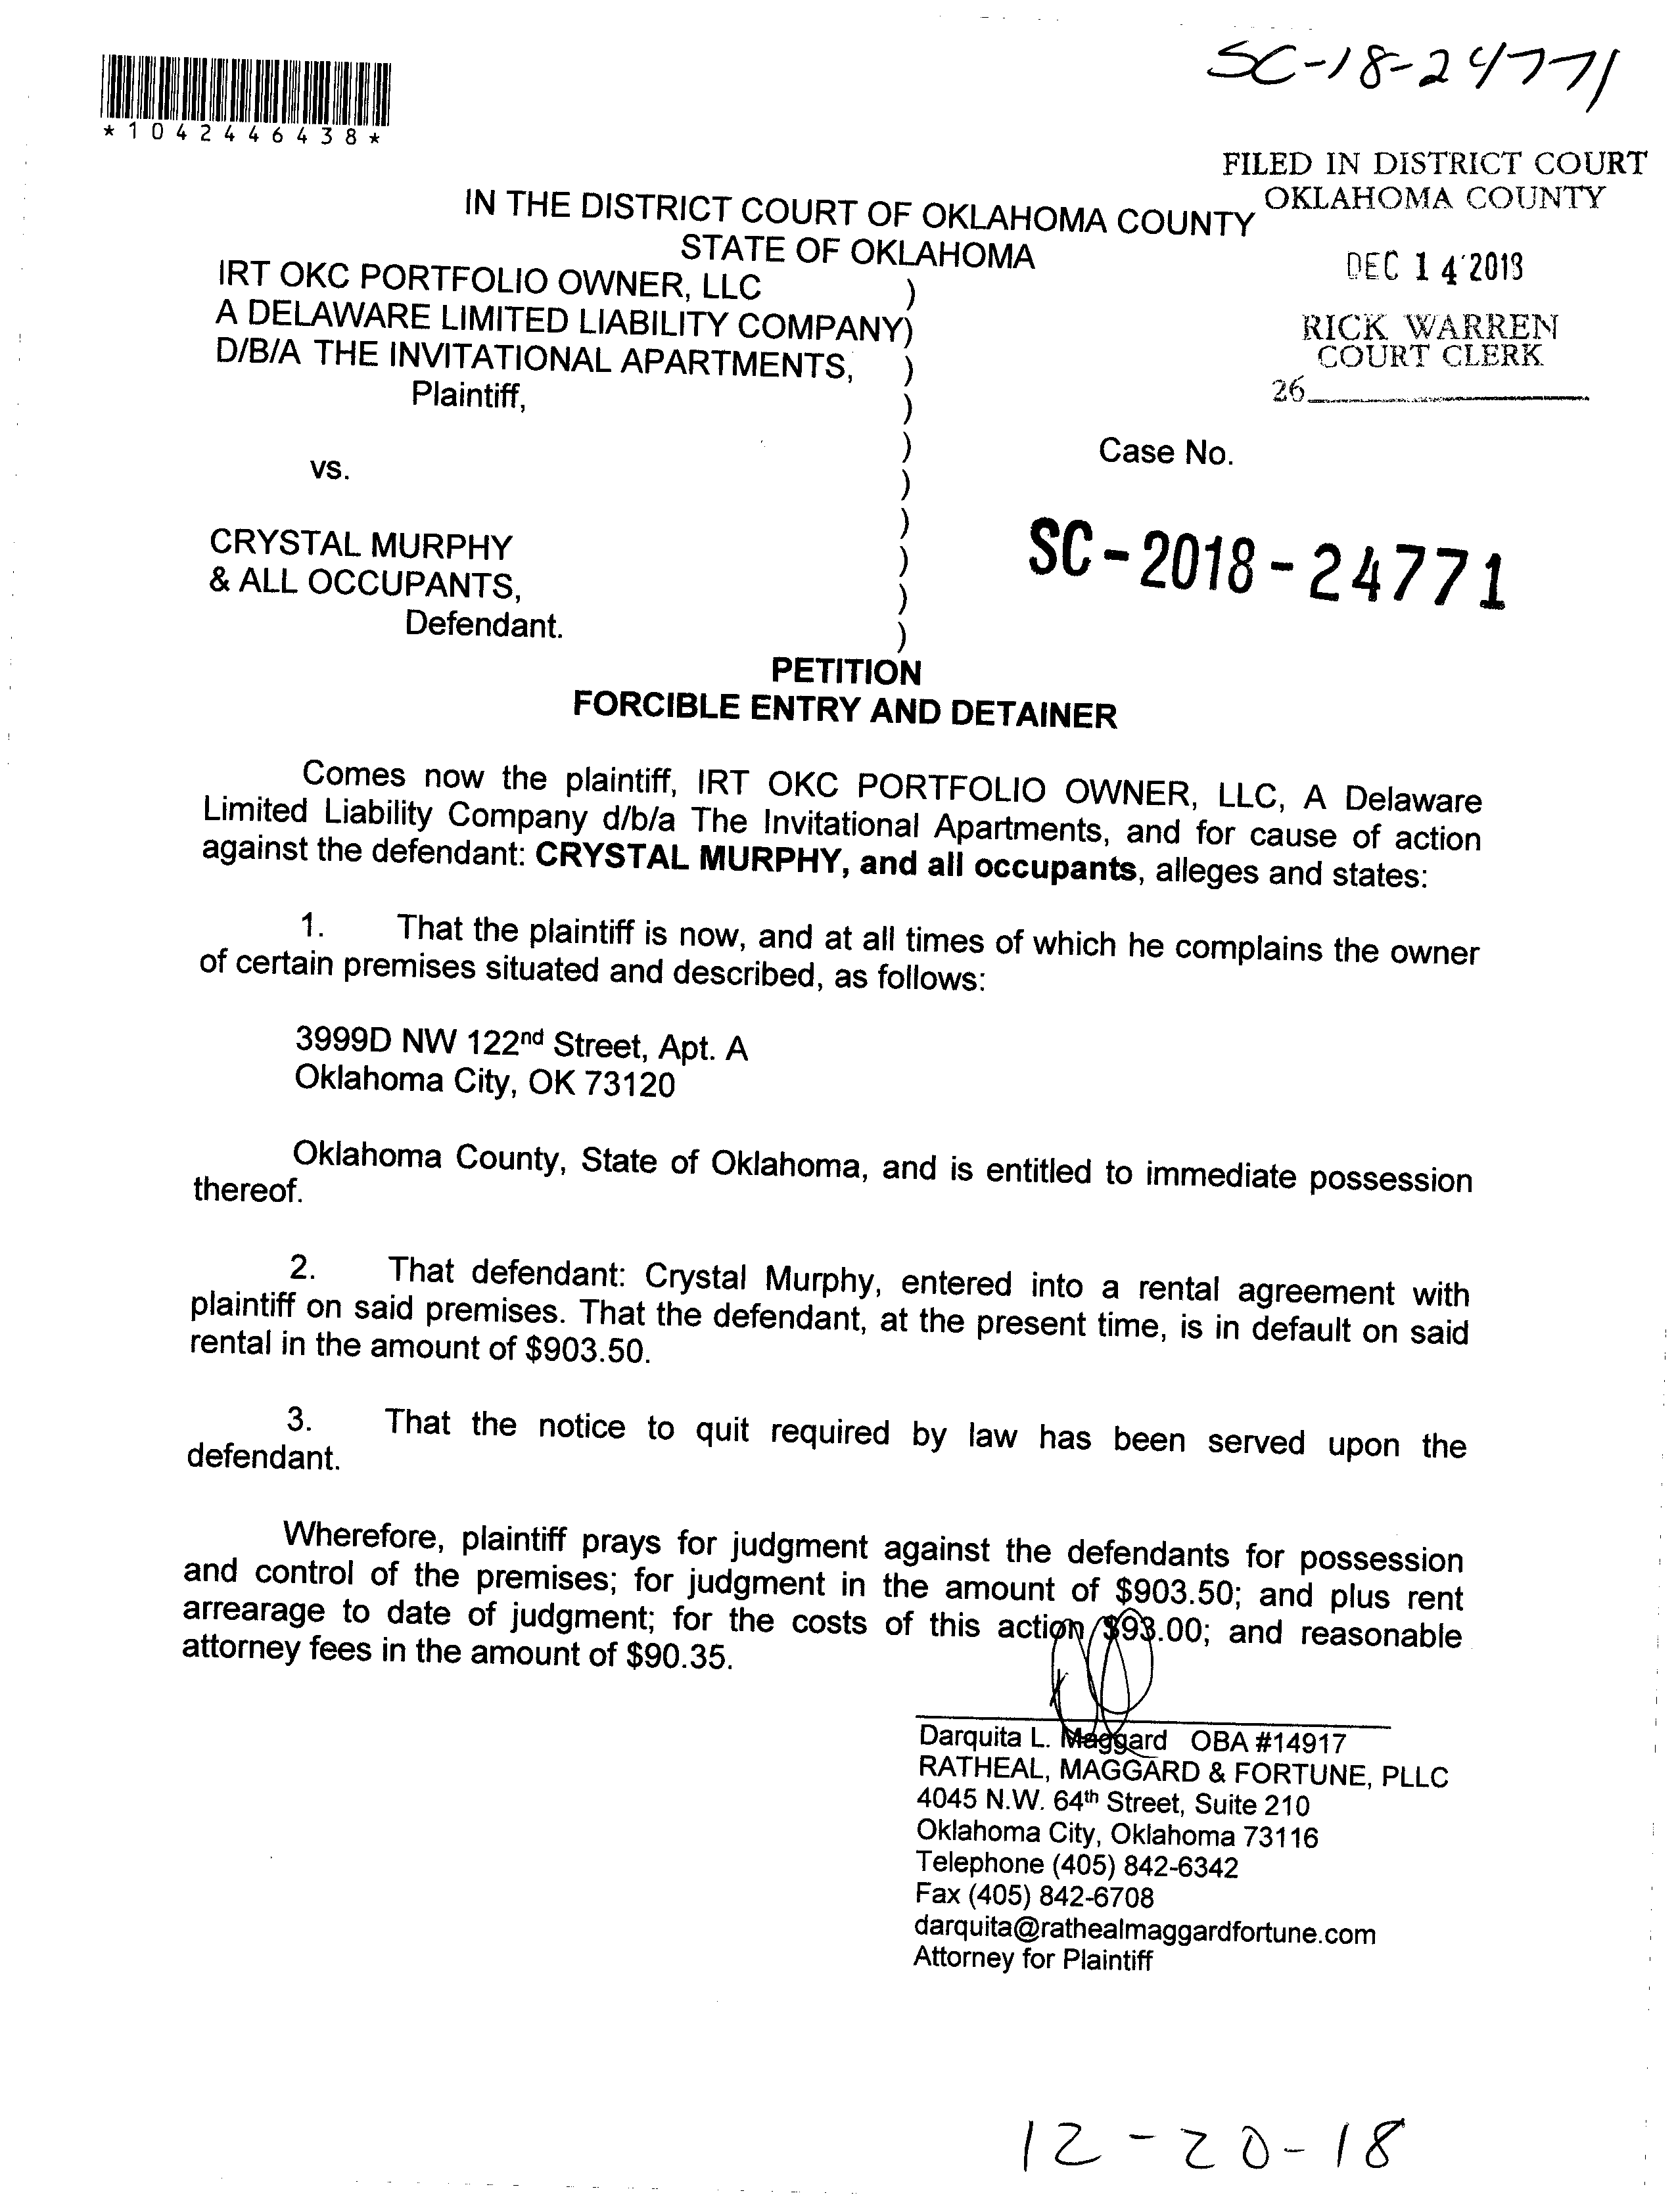 SC-18-24771
*1042446438*
FILED IN DISTRICT COURT
OKLAHOMA COUNTY
DEC 14 2018
RICK WARREN
COURT CLERK
26
IN THE DISTRICT COURT OF OKLAHOMA COUNTY
STATE OF OKLAHOMA
IRT OKC PORTFOLIO OWNER, LLC )
A DELAWARE LIMITED LIABILITY COMPANY)
D/B/A THE INVITATIONAL APARTMENTS, )
Plaintiff, )
)
vs. )
)
CRYSTAL MURPHY )
& ALL OCCUPANTS, )
Defendant. )
Case No.
SC-2018-24771
PETITION
FORCIBLE ENTRY AND DETAINER
Comes now the plaintiff, IRT OKC PORTFOLIO OWNER, LLC, A Delaware
Limited Liability Company d/b/a The Invitational Apartments, and for cause of action
against the defendant: CRYSTAL MURPHY, and all occupants, alleges and states:
1. That the plaintiff is now, and at all times of which he complains the owner
of certain premises situated and described, as follows:
3999D NW 122nd Street, Apt. A
Oklahoma City, OK 73120
Oklahoma County, State of Oklahoma, and is entitled to immediate possession
thereof.
2. That defendant: Crystal Murphy, entered into a rental agreement with
plaintiff on said premises. That the defendant, at the present time, is in default on said
rental in the amount of $903.50.
3. That the notice to quit required by law has been served upon the
defendant.
Wherefore, plaintiff prays for judgment against the defendants for possession
and control of the premises; for judgment in the amount of $903.50; and plus rent
arrearage to date of judgment; for the costs of this action $93.00; and reasonable
attorney fees in the amount of $90.35.
Darquita L. Maggard OBA #14917
RATHEAL, MAGGARD & FORTUNE, PLLC
4045 N.W. 64th Street, Suite 210
Oklahoma City, Oklahoma 73116
Telephone (405) 842-6342
Fax (405) 842-6708
darquita@rathealmaggardfortune.com
Attorney for Plaintiff
12-20-18